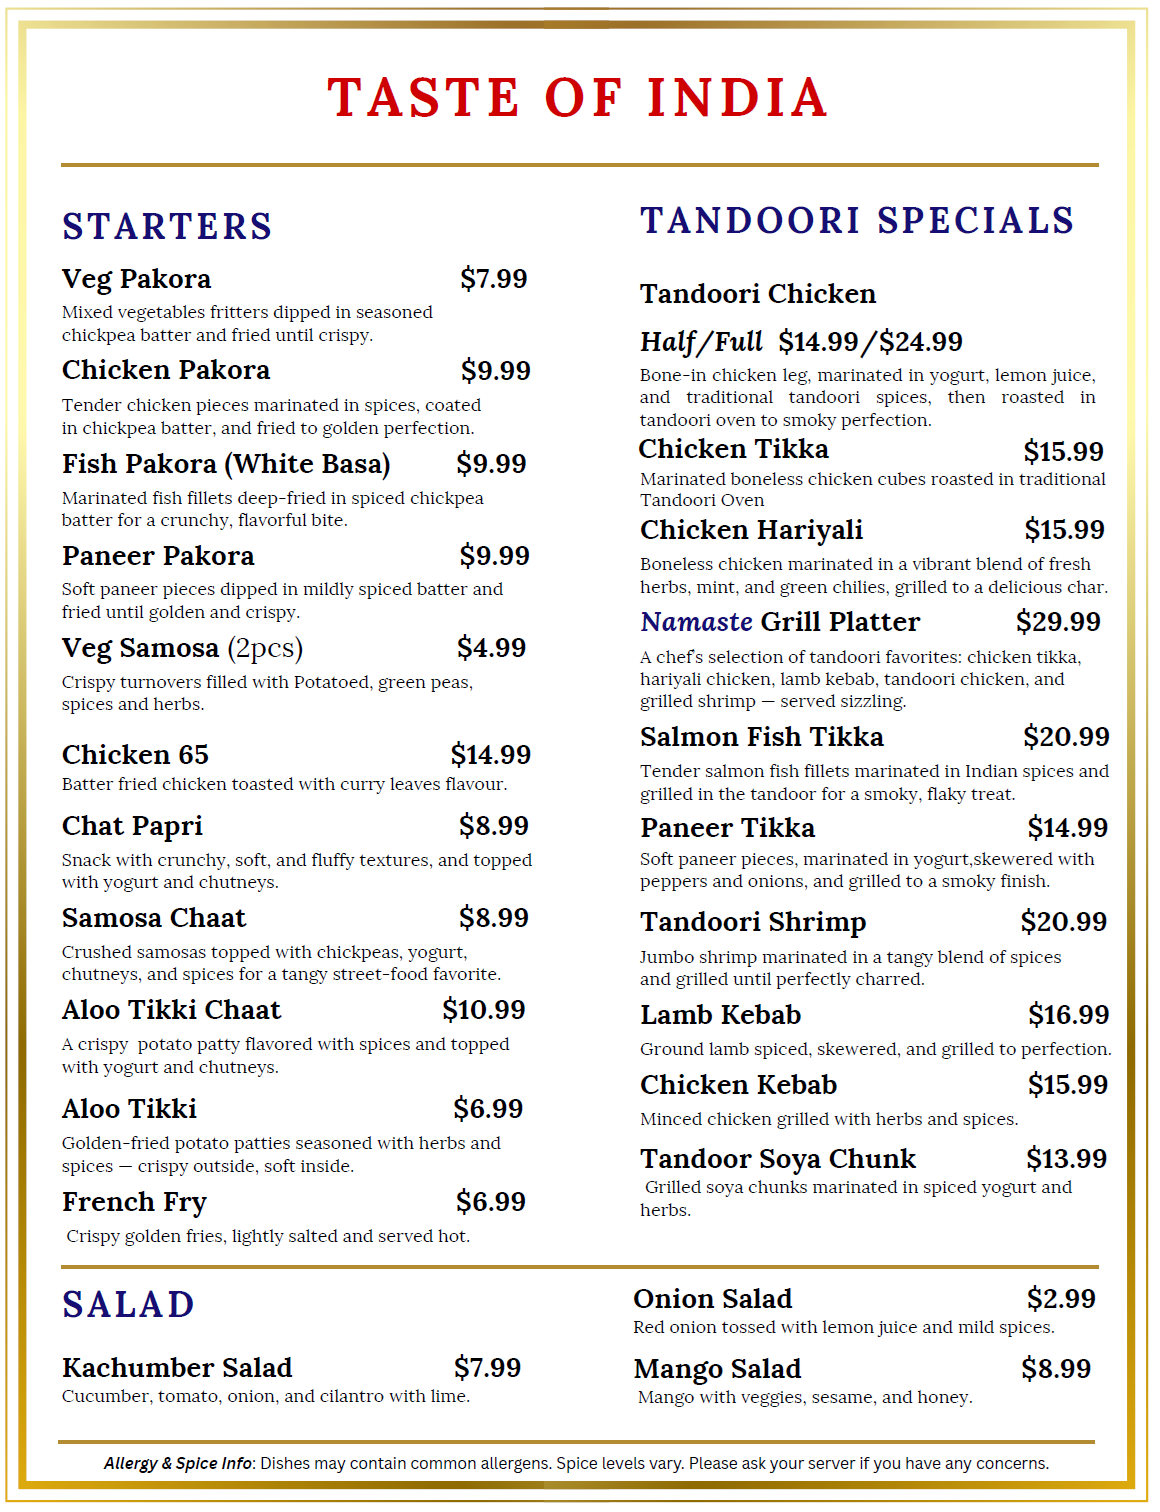 TASTE OF INDIA
STARTERS
Veg Pakora $7.99
Mixed vegetables fritters dipped in seasoned
chickpea batter and fried until crispy.
Chicken Pakora $9.99
Tender chicken pieces marinated in spices, coated
in chickpea batter, and fried to golden perfection.
Fish Pakora (White Basa) $9.99
Marinated fish fillets deep-fried in spiced chickpea
batter for a crunchy, flavorful bite.
Paneer Pakora $9.99
Soft paneer pieces dipped in mildly spiced batter and
fried until golden and crispy.
Veg Samosa (2pcs) $4.99
Crispy turnovers filled with Potatoed, green peas,
spices and herbs.
Chicken 65 $14.99
Batter fried chicken toasted with curry leaves flavour.
Chat Papri $8.99
Snack with crunchy, soft, and fluffy textures, and topped
with yogurt and chutneys.
Samosa Chaat $8.99
Crushed samosas topped with chickpeas, yogurt,
chutneys, and spices for a tangy street-food favorite.
Aloo Tikki Chaat $10.99
A crispy potato patty flavored with spices and topped
with yogurt and chutneys.
Aloo Tikki $6.99
Golden-fried potato patties seasoned with herbs and
spices — crispy outside, soft inside.
French Fry $6.99
Crispy golden fries, lightly salted and served hot.
TANDOORI SPECIALS
Tandoori Chicken
Half/Full $14.99/$24.99
Bone-in chicken leg, marinated in yogurt, lemon juice,
and traditional tandoori spices, then roasted in
tandoori oven to smoky perfection.
Chicken Tikka $15.99
Marinated boneless chicken cubes roasted in traditional
Tandoori Oven
Chicken Hariyali $15.99
Boneless chicken marinated in a vibrant blend of fresh
herbs, mint, and green chilies, grilled to a delicious char.
Namaste Grill Platter $29.99
A chef's selection of tandoori favorites: chicken tikka,
hariyali chicken, lamb kebab, tandoori chicken, and
grilled shrimp — served sizzling.
Salmon Fish Tikka $20.99
Tender salmon fish fillets marinated in Indian spices and
grilled in the tandoor for a smoky, flaky treat.
Paneer Tikka $14.99
Soft paneer pieces, marinated in yogurt,skewered with
peppers and onions, and grilled to a smoky finish.
Tandoori Shrimp $20.99
Jumbo shrimp marinated in a tangy blend of spices
and grilled until perfectly charred.
Lamb Kebab $16.99
Ground lamb spiced, skewered, and grilled to perfection.
Chicken Kebab $15.99
Minced chicken grilled with herbs and spices.
Tandoor Soya Chunk $13.99
Grilled soya chunks marinated in spiced yogurt and
herbs.
SALAD
Kachumber Salad $7.99
Cucumber, tomato, onion, and cilantro with lime.
Onion Salad $2.99
Red onion tossed with lemon juice and mild spices.
Mango Salad $8.99
Mango with veggies, sesame, and honey.
Allergy & Spice Info: Dishes may contain common allergens. Spice levels vary. Please ask your server if you have any concerns.